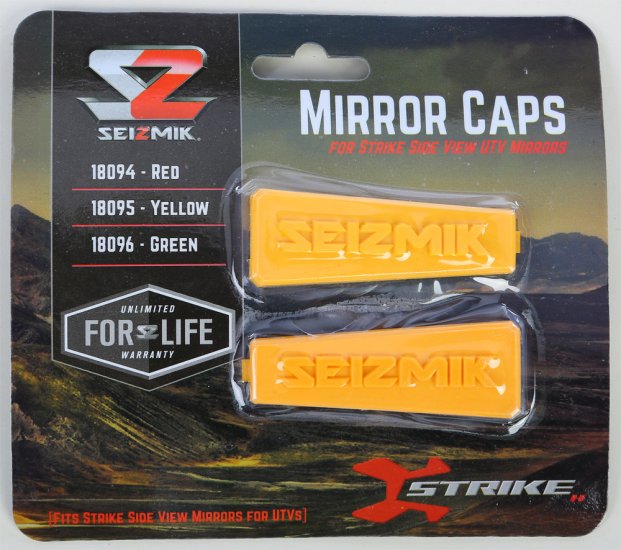 SEIZMIK
18094 - RED
18095 - YELLOW
18096 - GREEN
UNLIMITED
FOR LIFE
WARRANTY
MIRROR CAPS
FOR STRIKE SIDE VIEW UTV MIRRORS
SEIZMIK
SEIZMIK
STRIKE
[FITS STRIKE SIDE VIEW MIRRORS FOR UTVS]